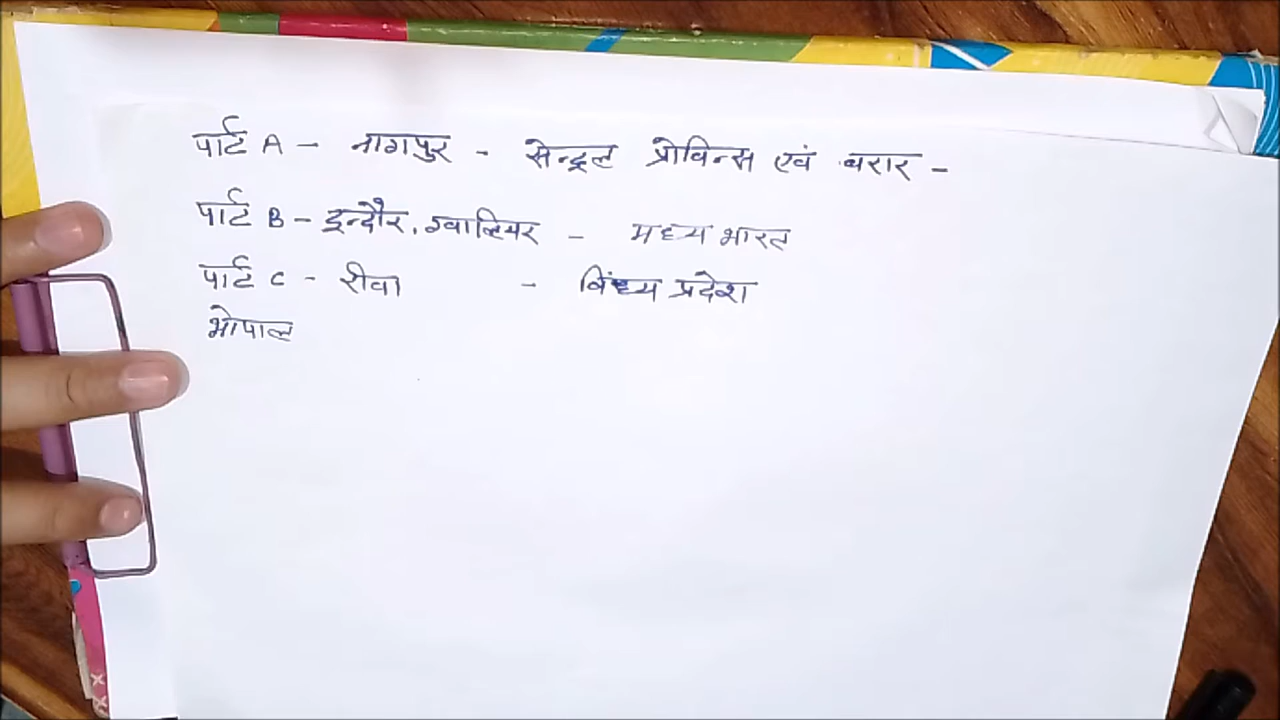 पार्ट A - नागपुर - सेन्ट्रल प्रोविन्स एवं बरार -
पार्ट B - इन्दौर, ग्वालियर - मध्य भारत
पार्ट C - रीवा - विंध्य प्रदेश
भोपाल